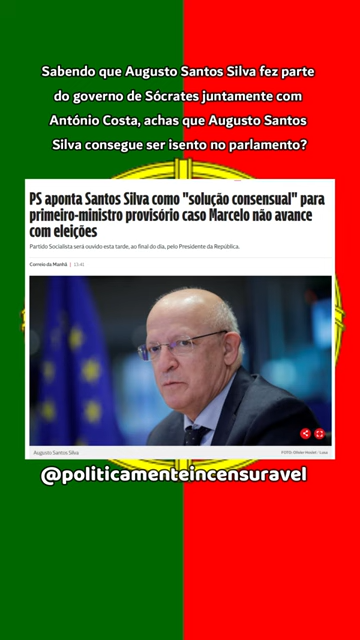 Sabendo que Augusto Santos Silva fez parte
do governo de Sócrates juntamente com
António Costa, achas que Augusto Santos
Silva consegue ser isento no parlamento?
PS aponta Santos Silva como "solução consensual" para
primeiro-ministro provisório caso Marcelo não avance
com eleições
Partido Socialista será ouvido esta tarde, ao final do dia, pelo Presidente da República.
Correio da Manhã | 13:41
Augusto Santos Silva
@politicamenteincensuravel